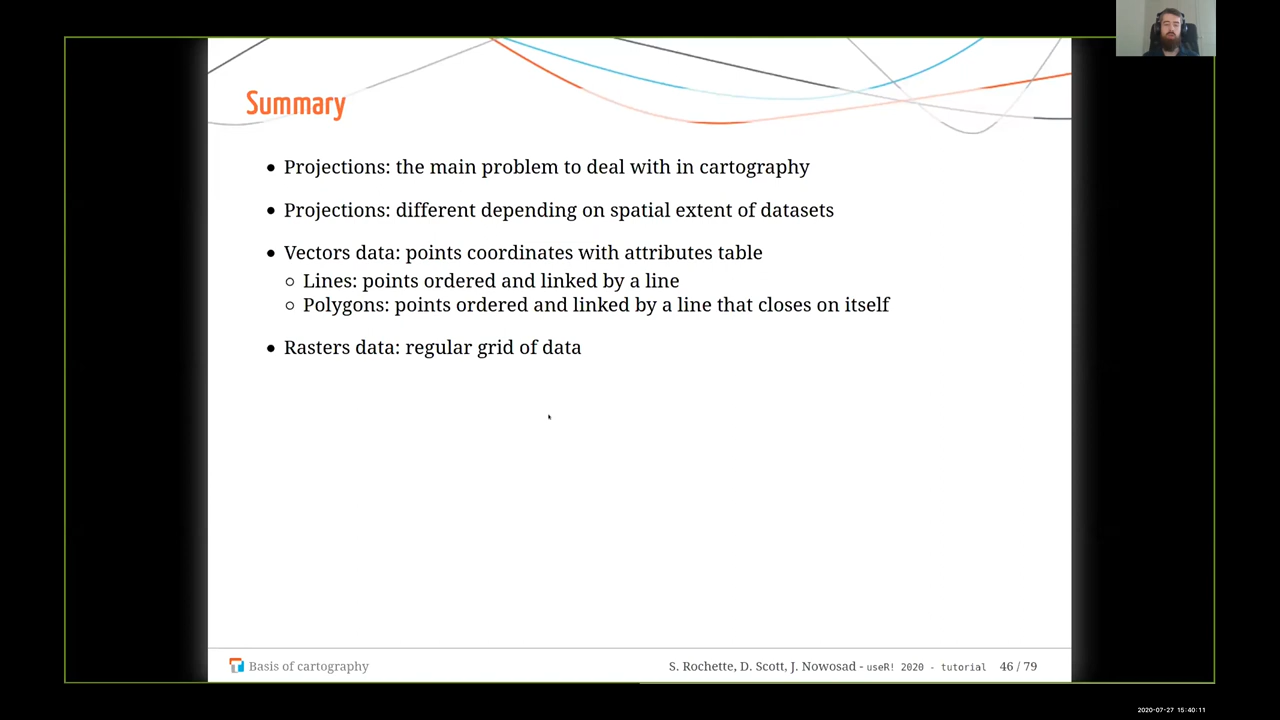 Summary
• Projections: the main problem to deal with in cartography
• Projections: different depending on spatial extent of datasets
• Vectors data: points coordinates with attributes table
○ Lines: points ordered and linked by a line
○ Polygons: points ordered and linked by a line that closes on itself
• Rasters data: regular grid of data
Basis of cartography
S. Rochette, D. Scott, J. Nowosad - useR! 2020 - tutorial 46 / 79
2020-07-27 15:40:11